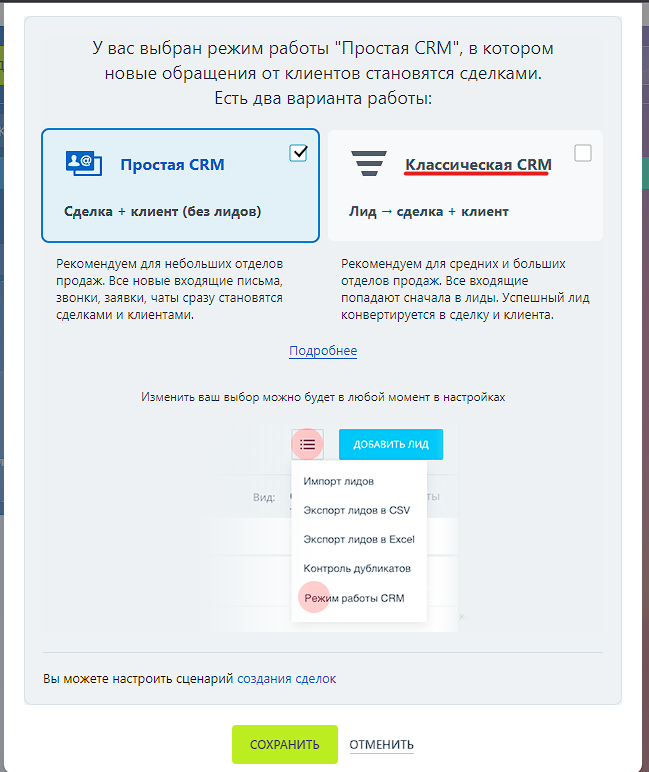 У вас выбран режим работы "Простая CRM", в котором
новые обращения от клиентов становятся сделками.
Есть два варианта работы:
Простая CRM
Сделка + клиент (без лидов)
Классическая CRM
Лид → сделка + клиент
Рекомендуем для небольших отделов
продаж. Все новые входящие письма,
звонки, заявки, чаты сразу становятся
сделками и клиентами.
Рекомендуем для средних и больших
отделов продаж. Все входящие
попадают сначала в лиды. Успешный лид
конвертируется в сделку и клиента.
Подробнее
Изменить ваш выбор можно будет в любой момент в настройках
ДОБАВИТЬ ЛИД
Вид:
Импорт лидов
Экспорт лидов в CSV
Экспорт лидов в Excel
Контроль дубликатов
Режим работы CRM
Вы можете настроить сценарий создания сделок
СОХРАНИТЬ
ОТМЕНИТЬ